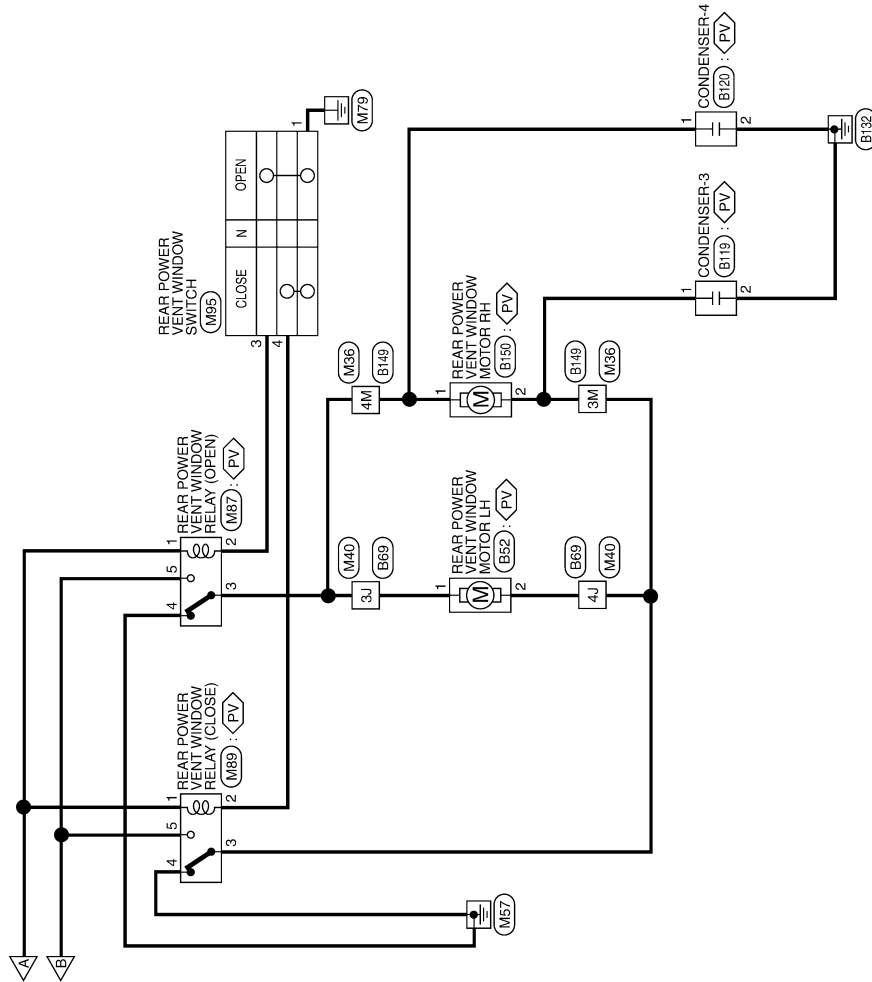 A
B
REAR POWER
VENT WINDOW
RELAY (CLOSE)
M89 : PV
1
5
4
2
3
M57
REAR POWER
VENT WINDOW
RELAY (OPEN)
M87 : PV
1
5
4
2
3
REAR POWER
VENT WINDOW
SWITCH
M95
CLOSE
N
OPEN
3
4
1
M79
M40
3J
B69
REAR POWER
VENT WINDOW
MOTOR LH
B52 : PV
1
M
2
B69
4J
M40
M36
4M
B149
REAR POWER
VENT WINDOW
MOTOR RH
B150 : PV
1
M
2
B149
3M
M36
CONDENSER-3
B119 : PV
1
2
CONDENSER-4
B120 : PV
1
2
B132